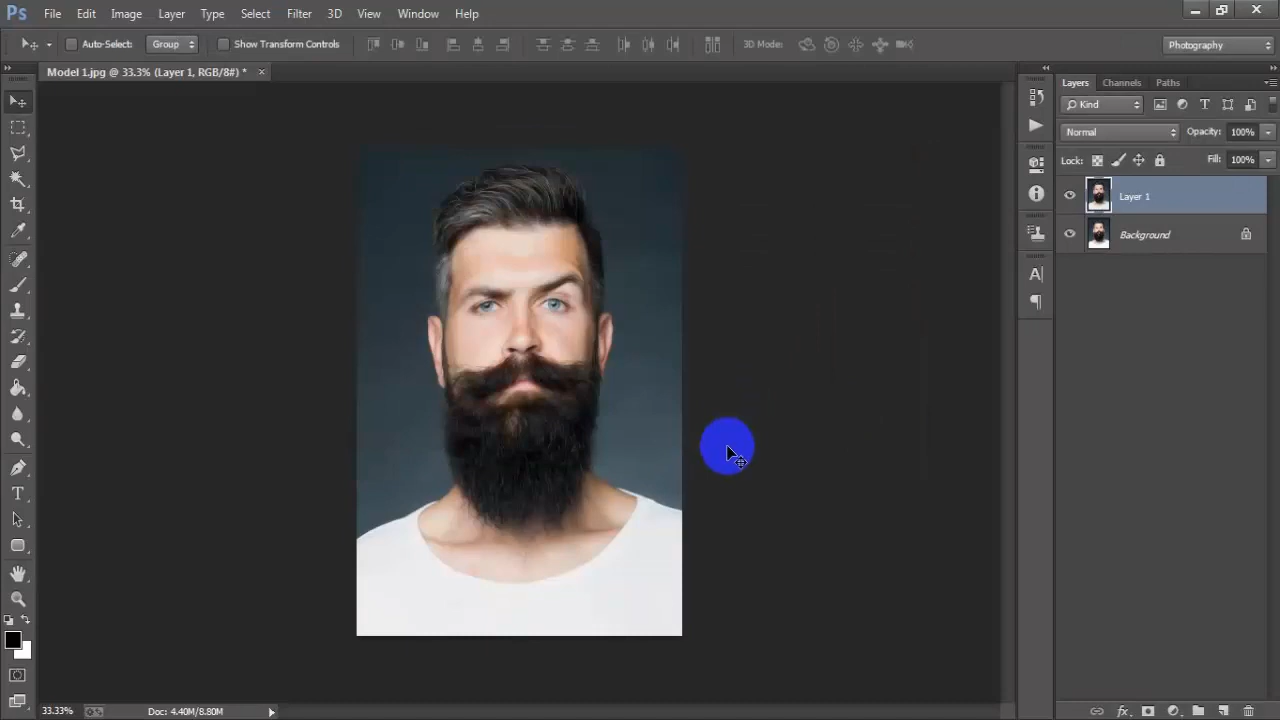 Ps File Edit Image Layer Type Select Filter 3D View Window Help
Auto-Select: Group Show Transform Controls 3D Mode: Photography
Model 1.jpg @ 33.3% (Layer 1, RGB/8#) * ×
Layers Channels Paths
Kind
Normal Opacity: 100%
Lock: Fill: 100%
Layer 1
Background
33.33% Doc: 4.40M/8.80M